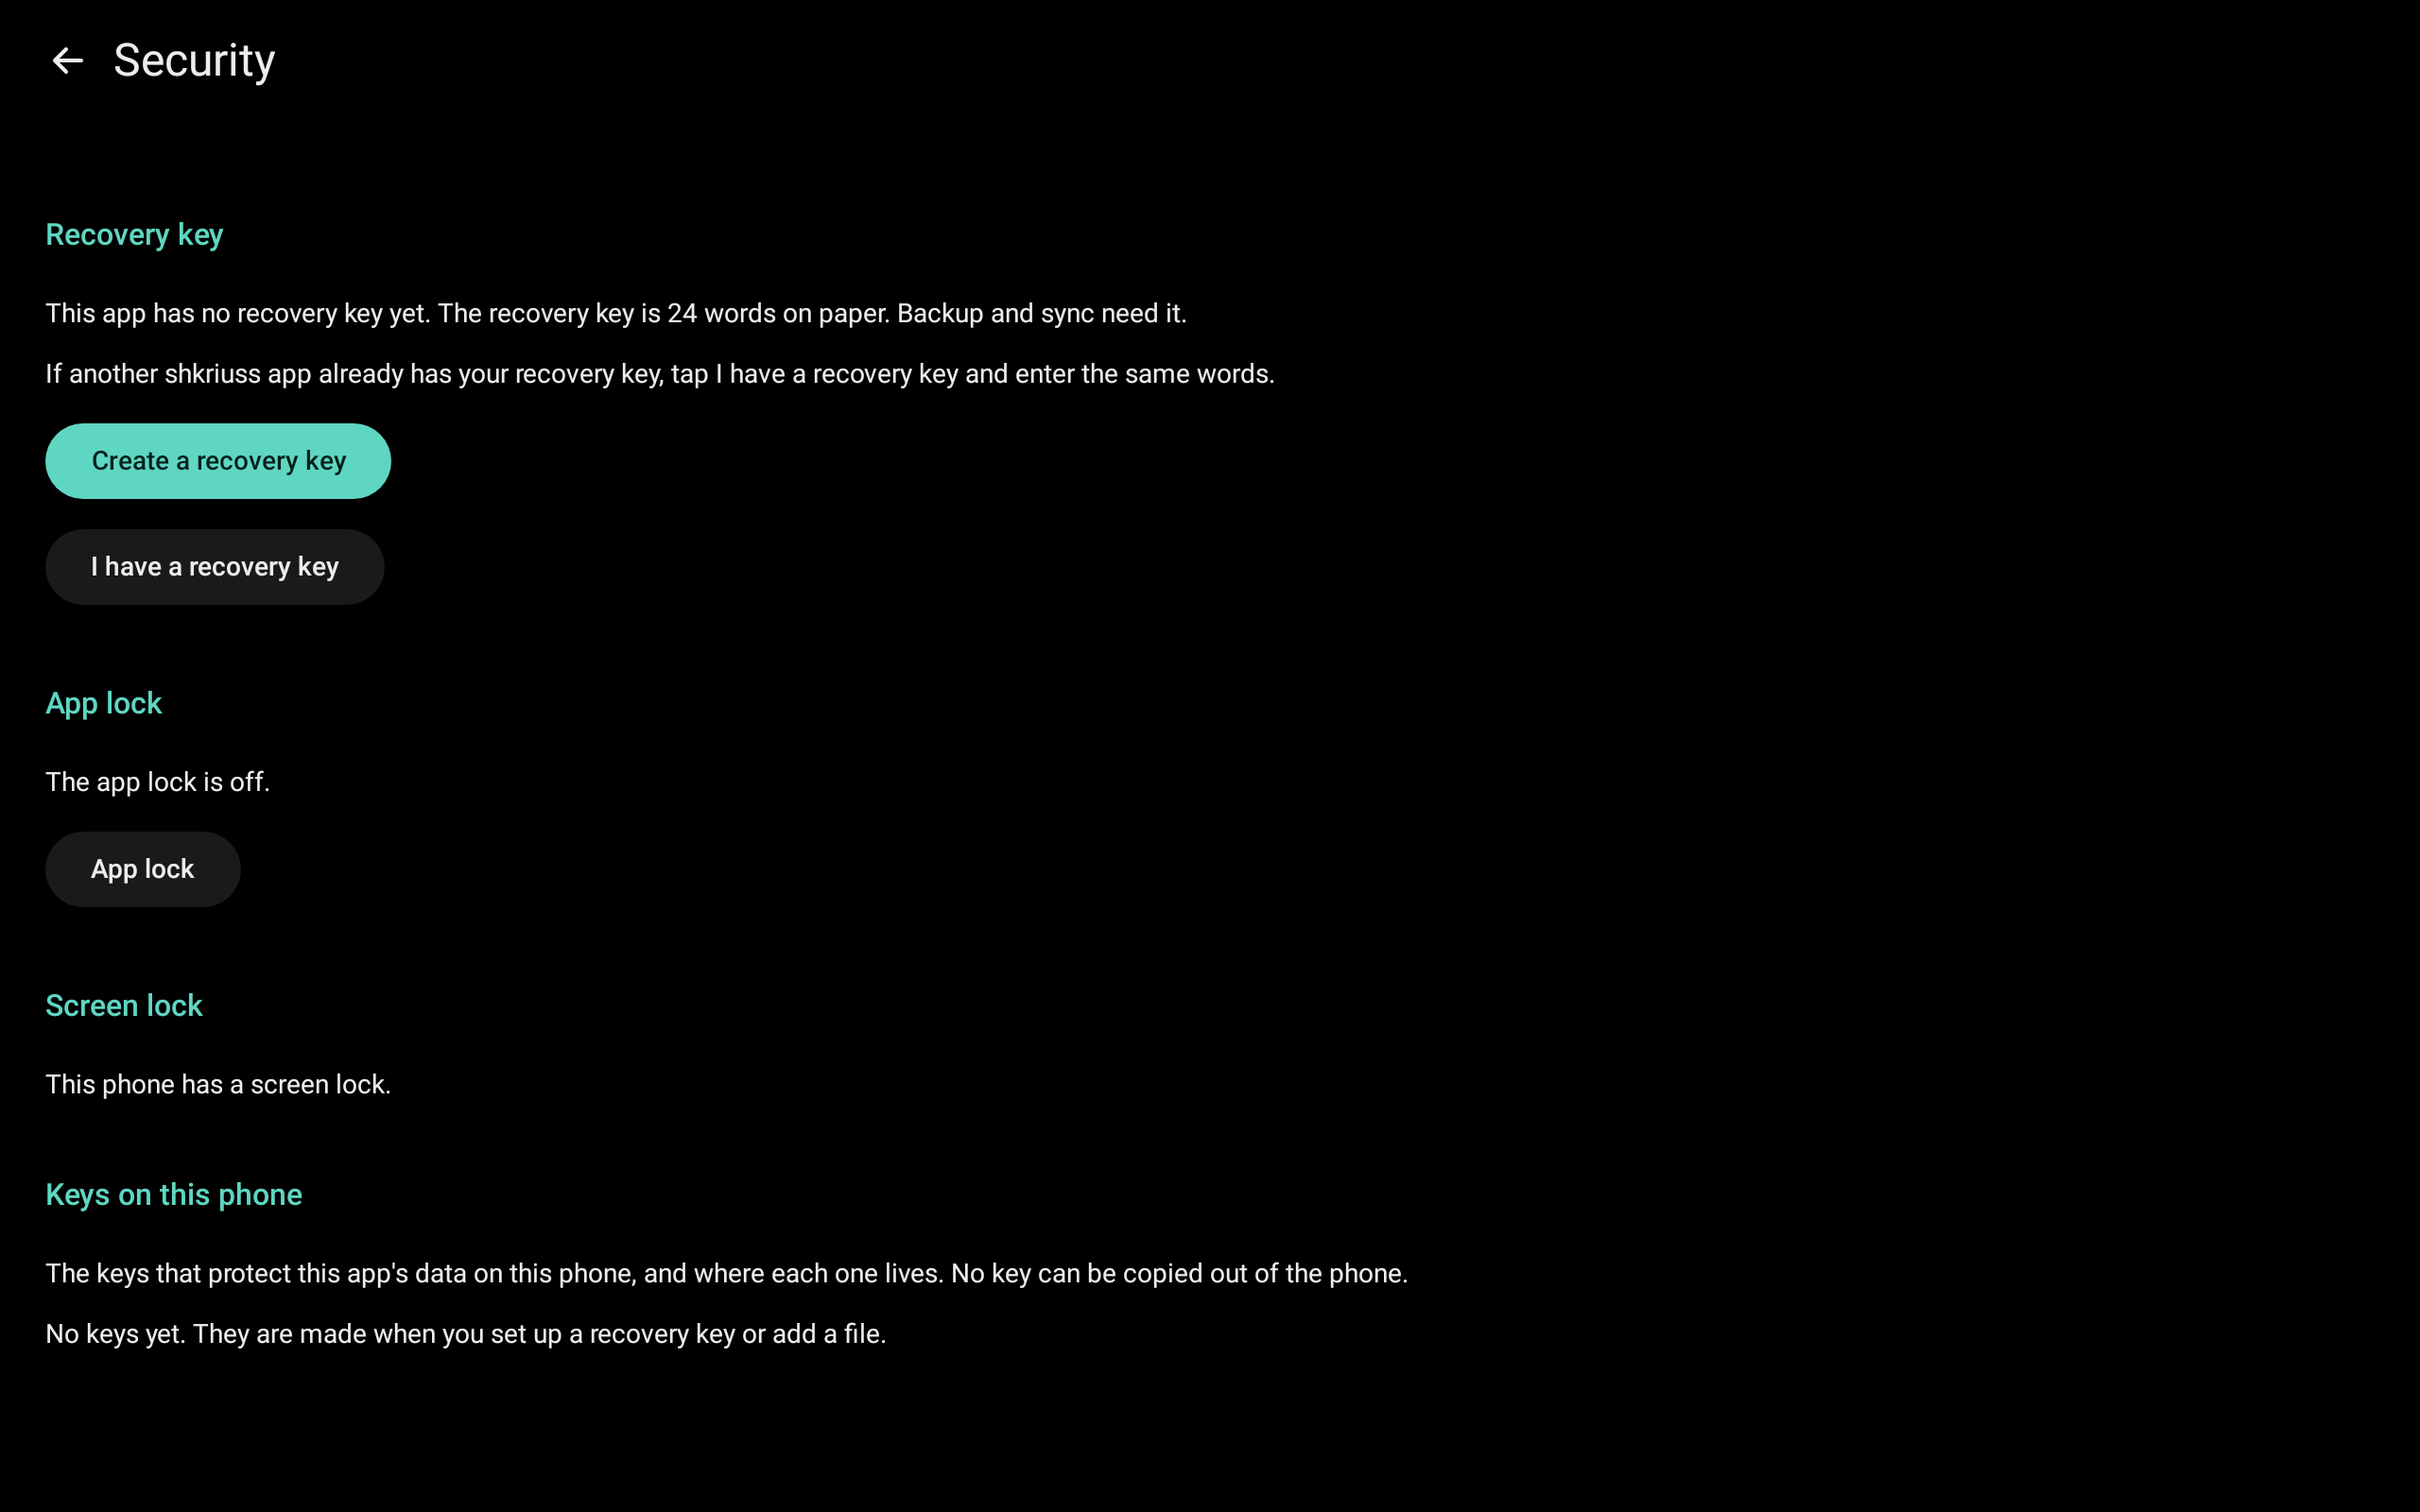 Security
Recovery key
This app has no recovery key yet. The recovery key is 24 words on paper. Backup and sync need it.
If another shkriuss app already has your recovery key, tap I have a recovery key and enter the same words.
Create a recovery key
I have a recovery key
App lock
The app lock is off.
App lock
Screen lock
This phone has a screen lock.
Keys on this phone
The keys that protect this app's data on this phone, and where each one lives. No key can be copied out of the phone.
No keys yet. They are made when you set up a recovery key or add a file.